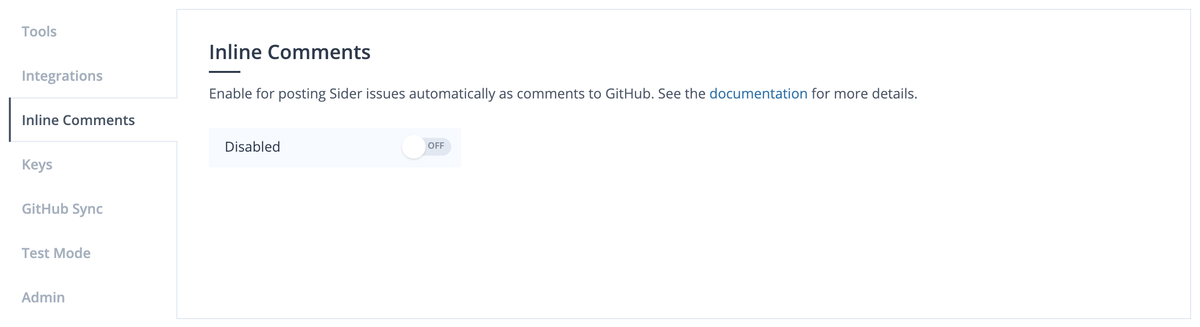 Tools
Integrations
Inline Comments
Keys
GitHub Sync
Test Mode
Admin
Inline Comments
Enable for posting Sider issues automatically as comments to GitHub. See the documentation for more details.
Disabled OFF